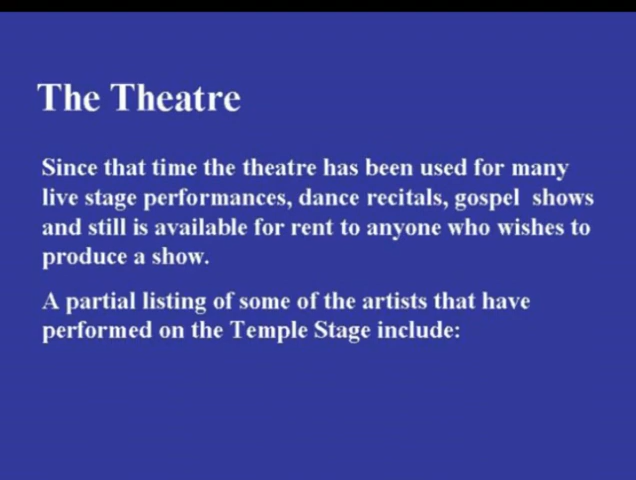 The Theatre
Since that time the theatre has been used for many
live stage performances, dance recitals, gospel shows
and still is available for rent to anyone who wishes to
produce a show.
A partial listing of some of the artists that have
performed on the Temple Stage include: